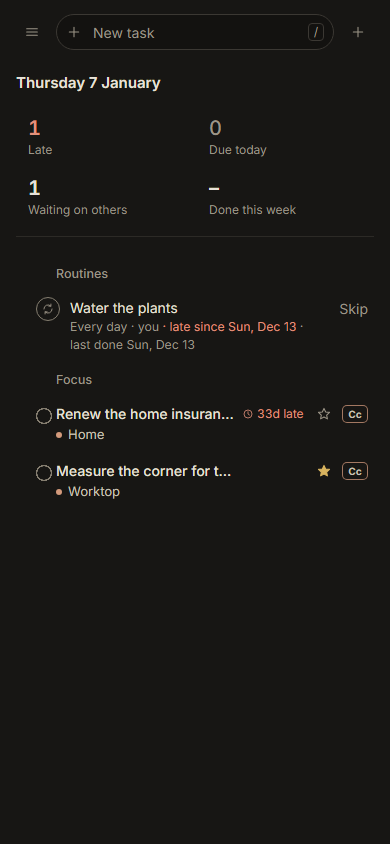 New task /
Thursday 7 January
1 0
Late Due today
1 –
Waiting on others Done this week
Routines
Water the plants Skip
Every day · you · late since Sun, Dec 13 ·
last done Sun, Dec 13
Focus
Renew the home insuran... 33d late Cc
Home
Measure the corner for t... Cc
Worktop